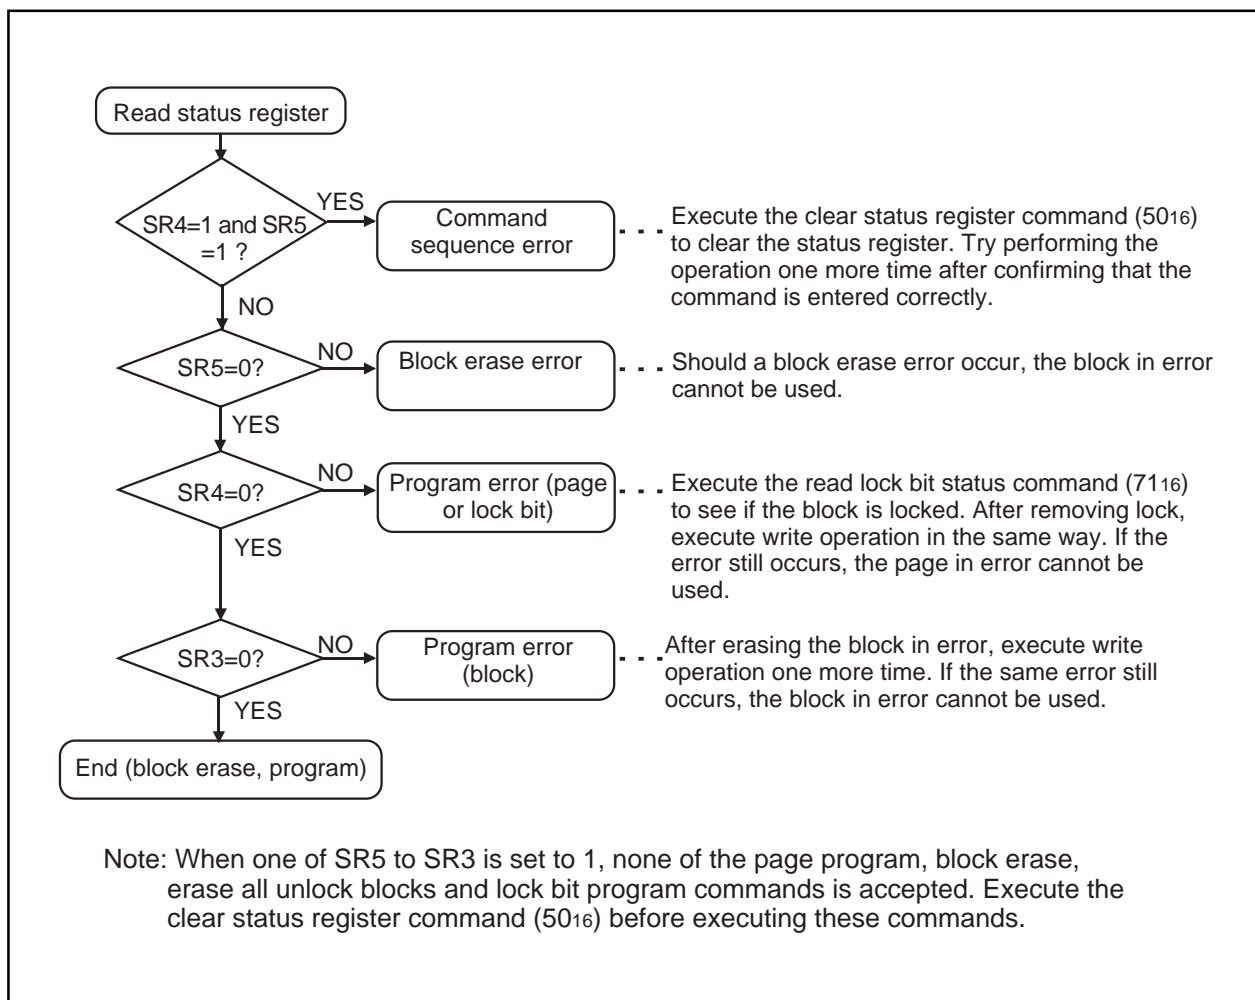 Read status register
SR4=1 and SR5
=1 ?
YES
Command
sequence error
Execute the clear status register command (5016)
to clear the status register. Try performing the
operation one more time after confirming that the
command is entered correctly.
NO
SR5=0?
NO
Block erase error
Should a block erase error occur, the block in error
cannot be used.
YES
SR4=0?
NO
Program error (page
or lock bit)
Execute the read lock bit status command (7116)
to see if the block is locked. After removing lock,
execute write operation in the same way. If the
error still occurs, the page in error cannot be
used.
YES
SR3=0?
NO
Program error
(block)
After erasing the block in error, execute write
operation one more time. If the same error still
occurs, the block in error cannot be used.
YES
End (block erase, program)
Note: When one of SR5 to SR3 is set to 1, none of the page program, block erase,
erase all unlock blocks and lock bit program commands is accepted. Execute the
clear status register command (5016) before executing these commands.